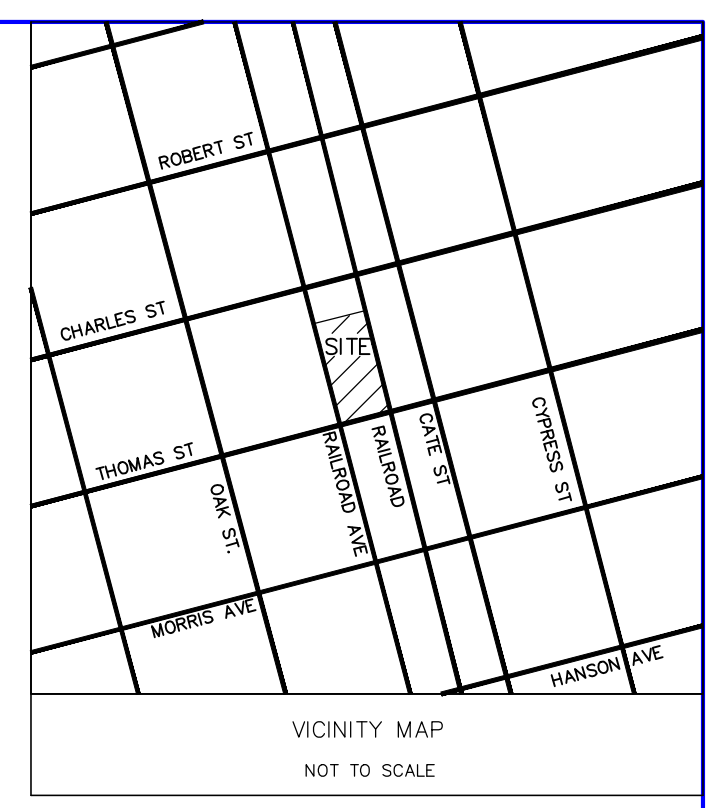 ROBERT ST
CHARLES ST
SITE
THOMAS ST
OAK ST.
RAILROAD AVE
RAILROAD
CATE ST
CYPRESS ST
MORRIS AVE
HANSON AVE
VICINITY MAP
NOT TO SCALE